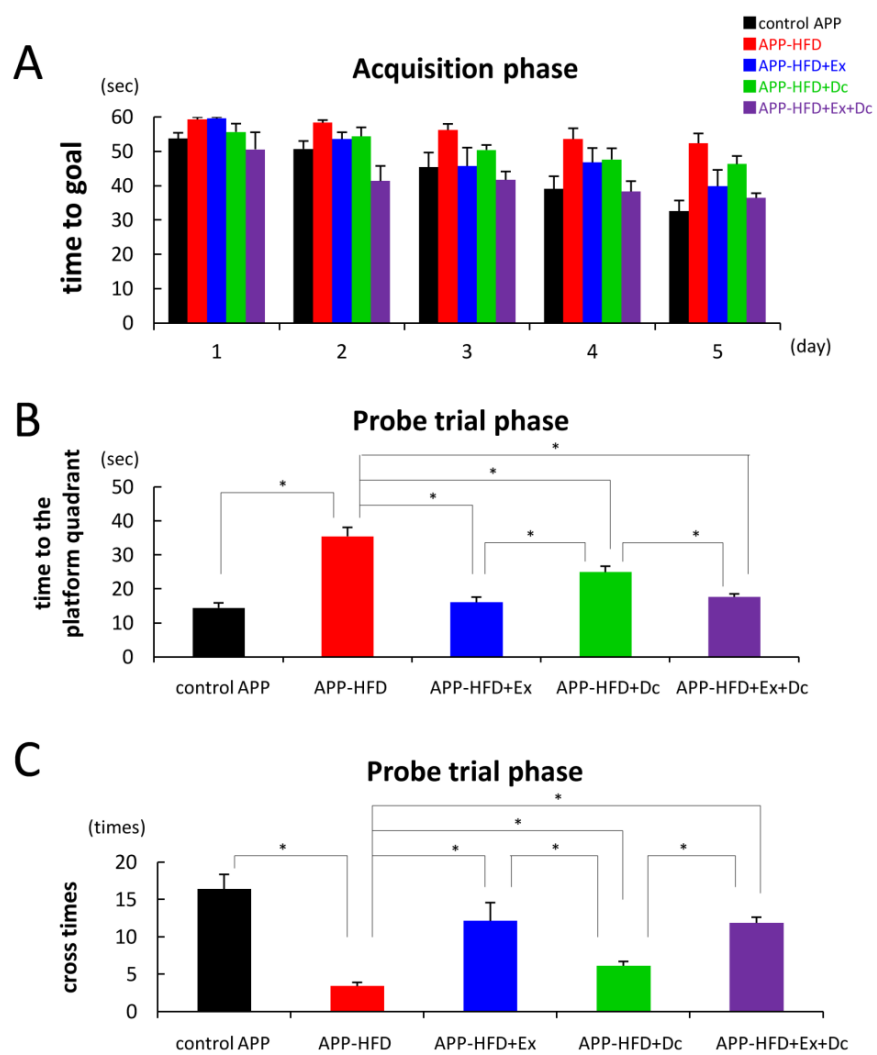 control APP
APP-HFD
APP-HFD+Ex
APP-HFD+Dc
APP-HFD+Ex+Dc
A
Acquisition phase
(sec)
time to goal
60
50
40
30
20
10
0
1 2 3 4 5 (day)
B
Probe trial phase
(sec)
time to the
platform quadrant
* * * * * *
50
40
30
20
10
0
control APP APP-HFD APP-HFD+Ex APP-HFD+Dc APP-HFD+Ex+Dc
C
Probe trial phase
(times)
cross times
* * * * * *
20
15
10
5
0
control APP APP-HFD APP-HFD+Ex APP-HFD+Dc APP-HFD+Ex+Dc